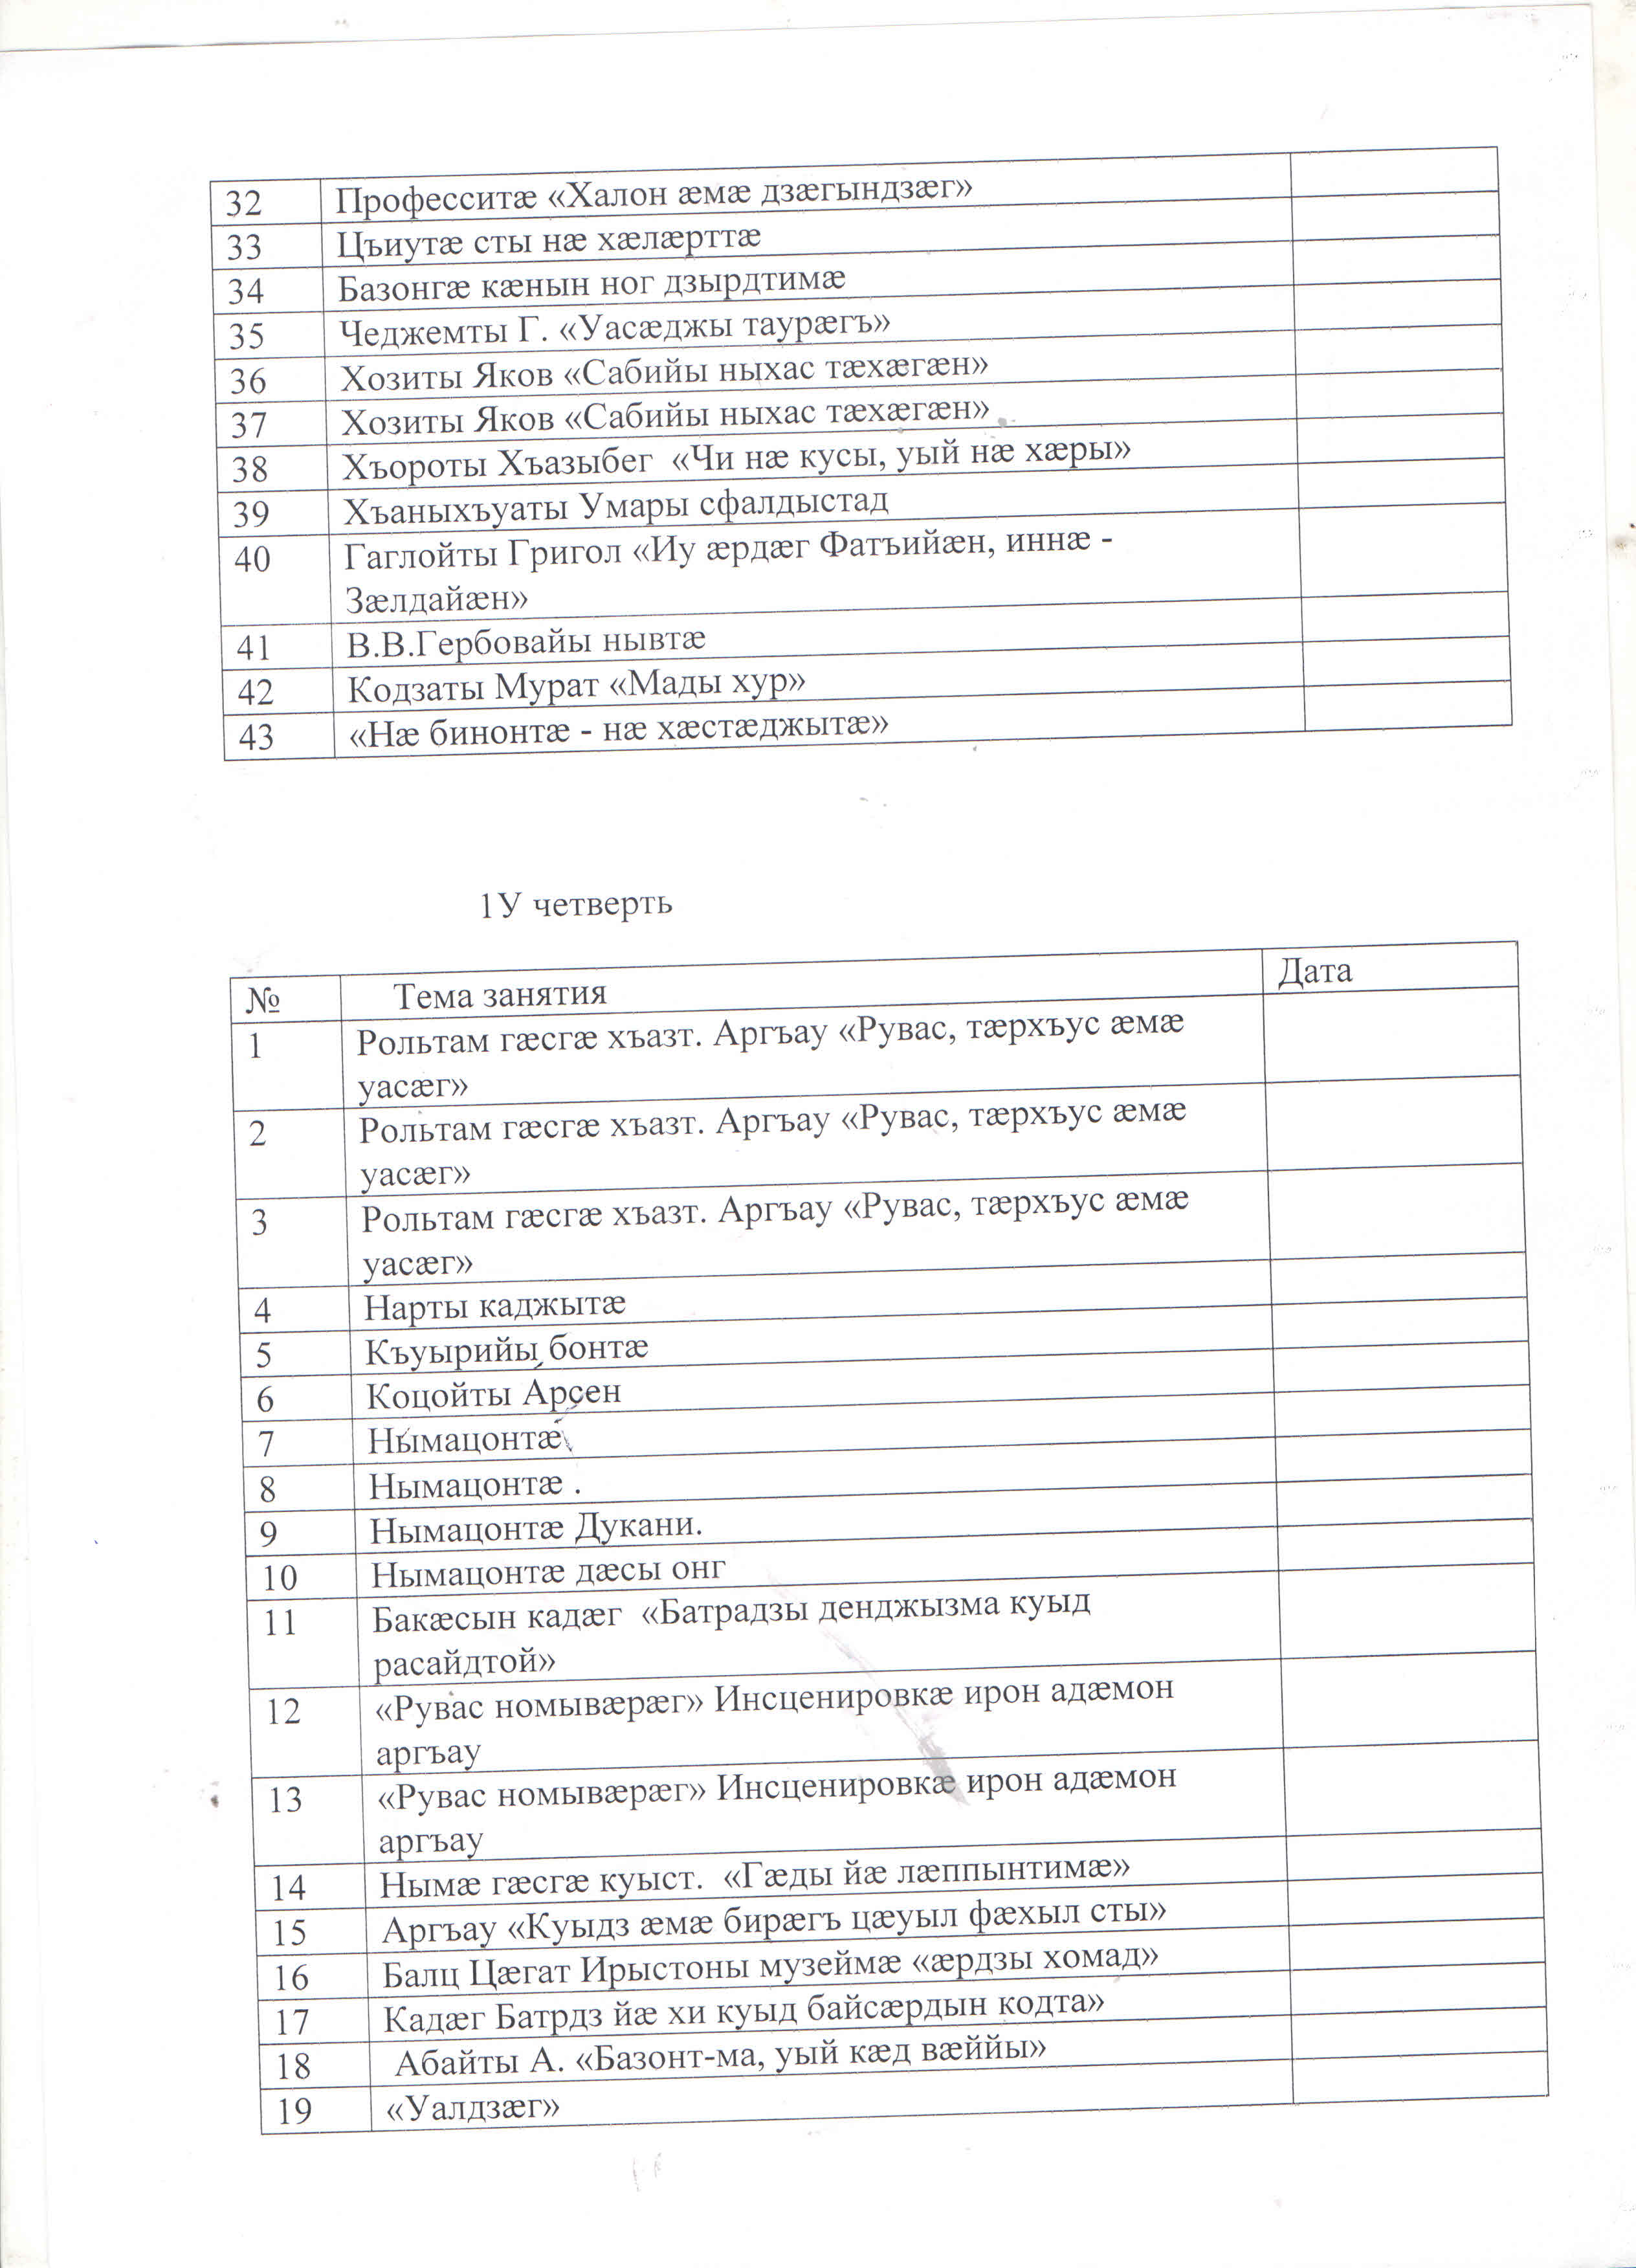 32 Професситæ «Халон æмæ дзæгындзæг»
33 Цъиутæ сты нæ хæлæрттæ
34 Базонгæ кæнын ног дзырдтимæ
35 Чеджемты Г. «Уасæджы таурæгъ»
36 Хозиты Яков «Сабийы ныхас тæхæгæн»
37 Хозиты Яков «Сабийы ныхас тæхæгæн»
38 Хъороты Хъазыбег «Чи нæ кусы, уый нæ хæры»
39 Хъаныхъуаты Умары сфалдыстад
40 Гаглойты Григол «Иу æрдæг Фатъийæн, иннæ -
Зæлдайæн»
41 В.В.Гербовайы нывтæ
42 Кодзаты Мурат «Мады хур»
43 «Нæ бинонтæ - нæ хæстæджытæ»
1У четверть
№ Тема занятия Дата
1 Рольтам гæсгæ хъазт. Аргъау «Рувас, тæрхъус æмæ
уасæг»
2 Рольтам гæсгæ хъазт. Аргъау «Рувас, тæрхъус æмæ
уасæг»
3 Рольтам гæсгæ хъазт. Аргъау «Рувас, тæрхъус æмæ
уасæг»
4 Нарты каджытæ
5 Къуырийы бонтæ
6 Коцойты Арсен
7 Нымацонтæ
8 Нымацонтæ .
9 Нымацонтæ Дукани.
10 Нымацонтæ дæсы онг
11 Бакæсын кадæг «Батрадзы денджызма куыд
расайдтой»
12 «Рувас номывæрæг» Инсценировкæ ирон адæмон
аргъау
13 «Рувас номывæрæг» Инсценировкæ ирон адæмон
аргъау
14 Нымæ гæсгæ куыст. «Гæды йæ лæппынтимæ»
15 Аргъау «Куыдз æмæ бирæгъ цæуыл фæхыл сты»
16 Балц Цæгат Ирыстоны музеймæ «æрдзы хомад»
17 Кадæг Батрдз йæ хи куыд байсæрдын кодта»
18 Абайты А. «Базонт-ма, уый кæд вæййы»
19 «Уалдзæг»